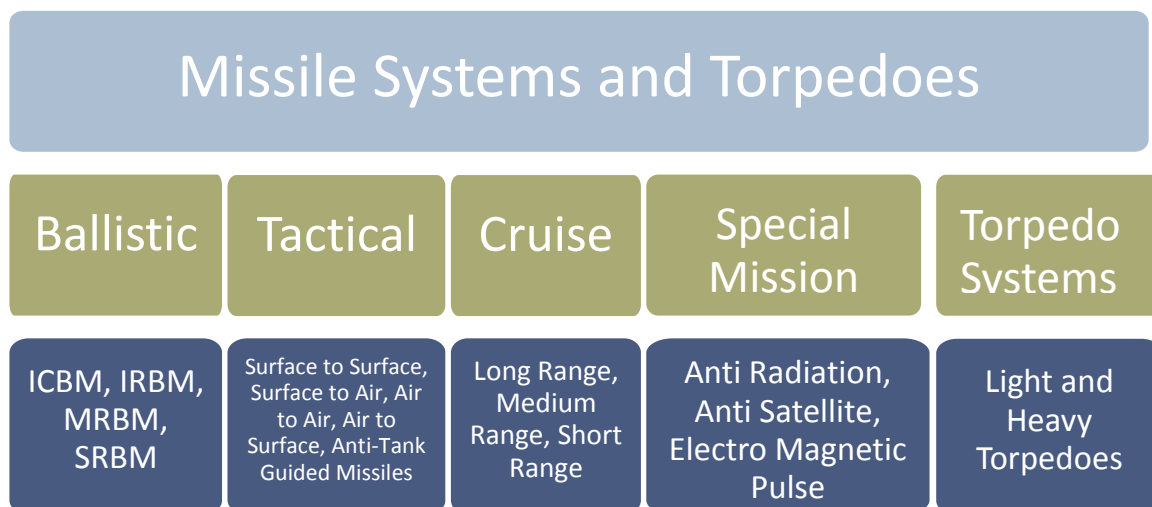 Missile Systems and Torpedoes
Ballistic
Tactical
Cruise
Special
Mission
Torpedo
Systems
ICBM, IRBM,
MRBM,
SRBM
Surface to Surface,
Surface to Air, Air
to Air, Air to
Surface, Anti-Tank
Guided Missiles
Long Range,
Medium
Range, Short
Range
Anti Radiation,
Anti Satellite,
Electro Magnetic
Pulse
Light and
Heavy
Torpedoes